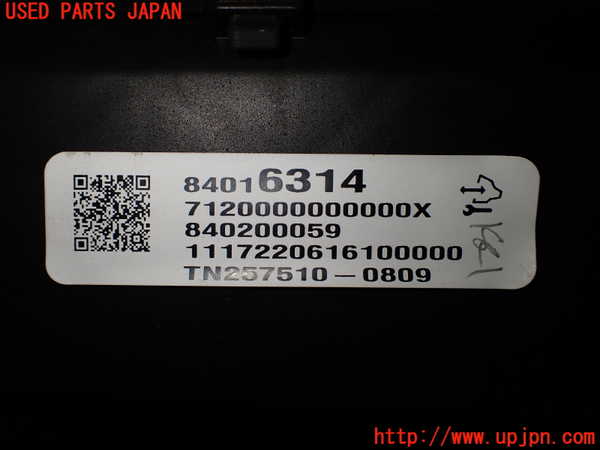 USED PARTS JAPAN
84016314
7120000000000X
840200059
1117220616100000
TN257510-0809
http://www.upjpn.com/